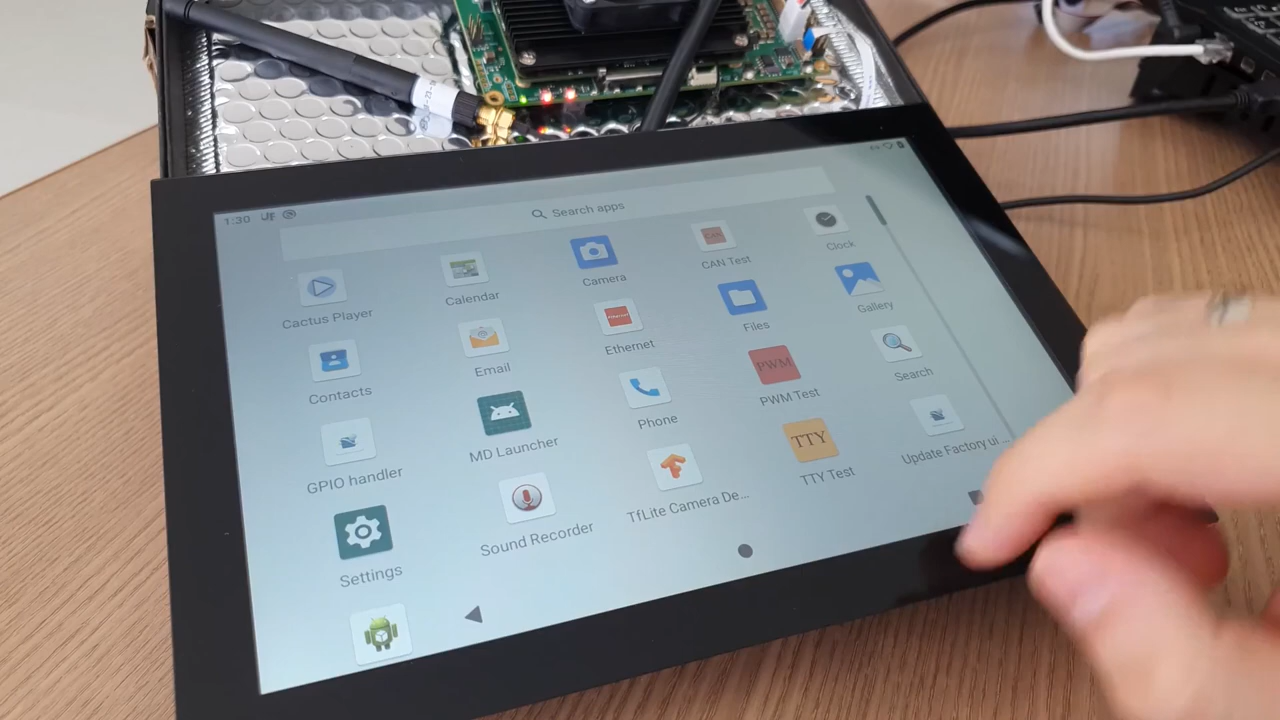 1:30
Search apps
Cactus Player
Calendar
Camera
CAN Test
Clock
Contacts
Email
Ethernet
Files
Gallery
GPIO handler
MD Launcher
Phone
PWM
PWM Test
Search
Settings
Sound Recorder
TfLite Camera De...
TTY
TTY Test
Update Factory ui ...